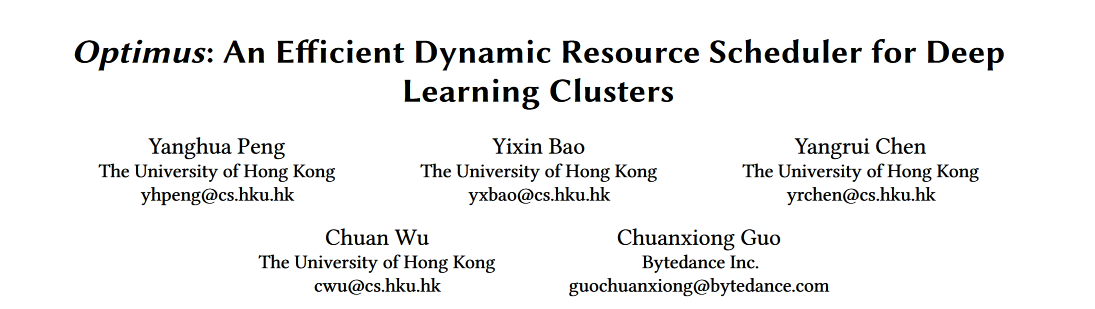 Optimus: An Efficient Dynamic Resource Scheduler for Deep
Learning Clusters
Yanghua Peng
The University of Hong Kong
yhpeng@cs.hku.hk
Yixin Bao
The University of Hong Kong
yxbao@cs.hku.hk
Yangrui Chen
The University of Hong Kong
yrchen@cs.hku.hk
Chuan Wu
The University of Hong Kong
cwu@cs.hku.hk
Chuanxiong Guo
Bytedance Inc.
guochuanxiong@bytedance.com